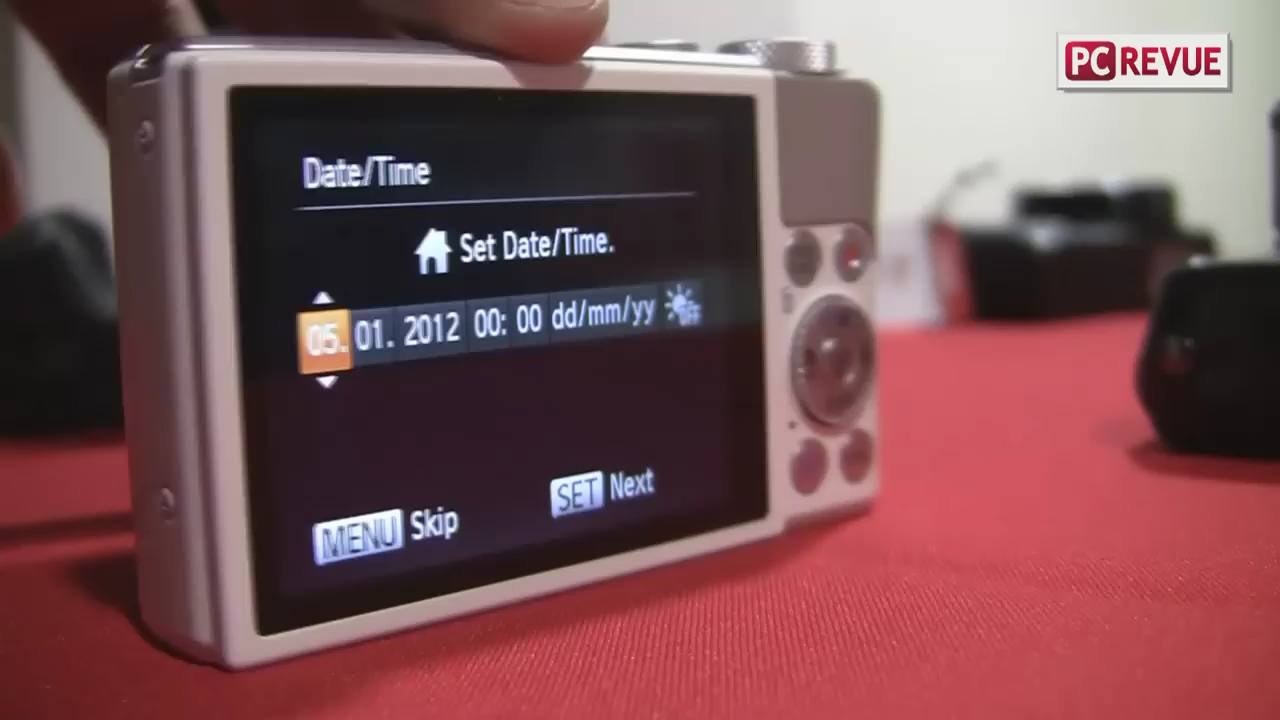 PC REVUE
Date/Time
Set Date/Time.
05. 01. 2012 00: 00 dd/mm/yy OFF
SET Next
MENU Skip